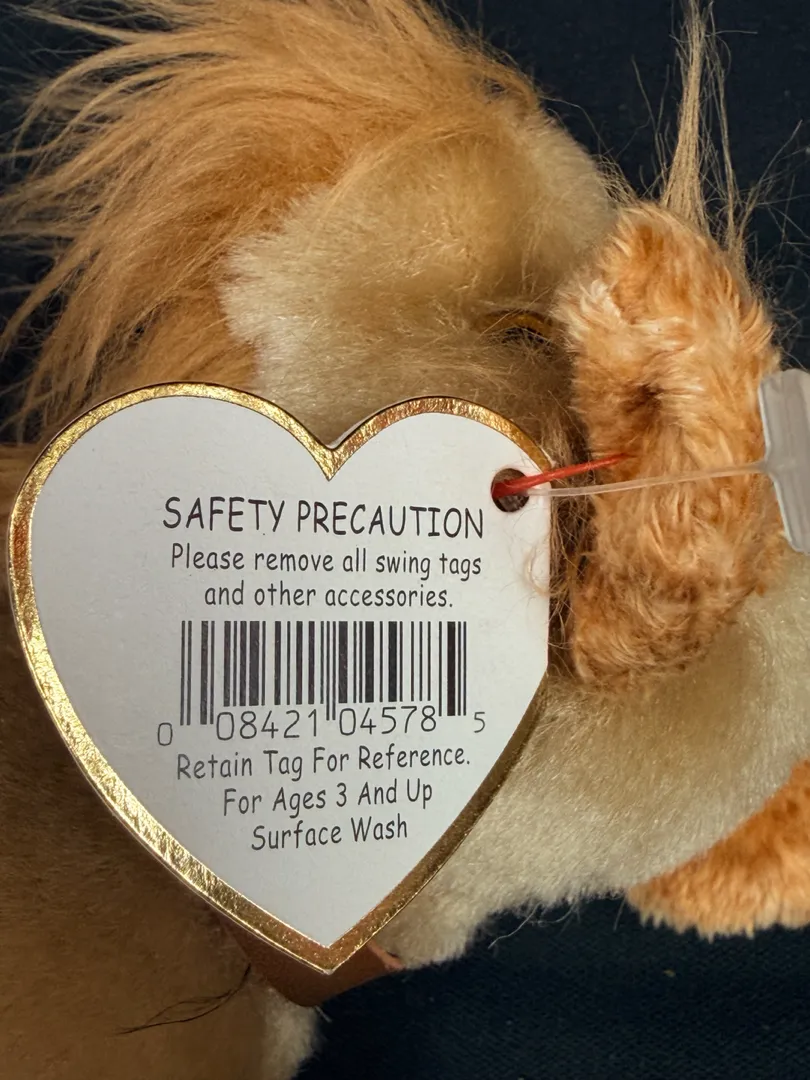 SAFETY PRECAUTION
Please remove all swing tags
and other accessories.
0 08421 04578 5
Retain Tag For Reference.
For Ages 3 And Up
Surface Wash